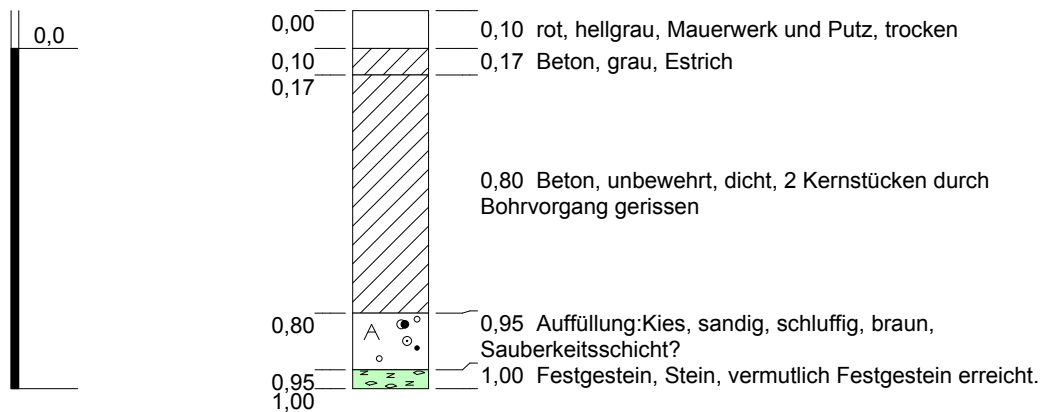 0,0
0,00
0,10 rot, hellgrau, Mauerwerk und Putz, trocken
0,10
0,17 Beton, grau, Estrich
0,17
0,80 Beton, unbewehrt, dicht, 2 Kernstücken durch
Bohrvorgang gerissen
0,80
0,95 Auffüllung:Kies, sandig, schluffig, braun,
Sauberkeitsschicht?
A
0,95
1,00 Festgestein, Stein, vermutlich Festgestein erreicht.
1,00